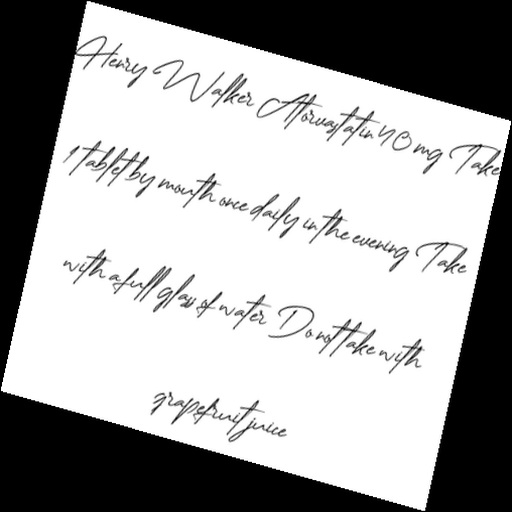 Henry Walker Atorvastatin 40 mg Take
1 tablet by mouth once daily in the evening Take
with a full glass of water Do not take with
grapefruit juice